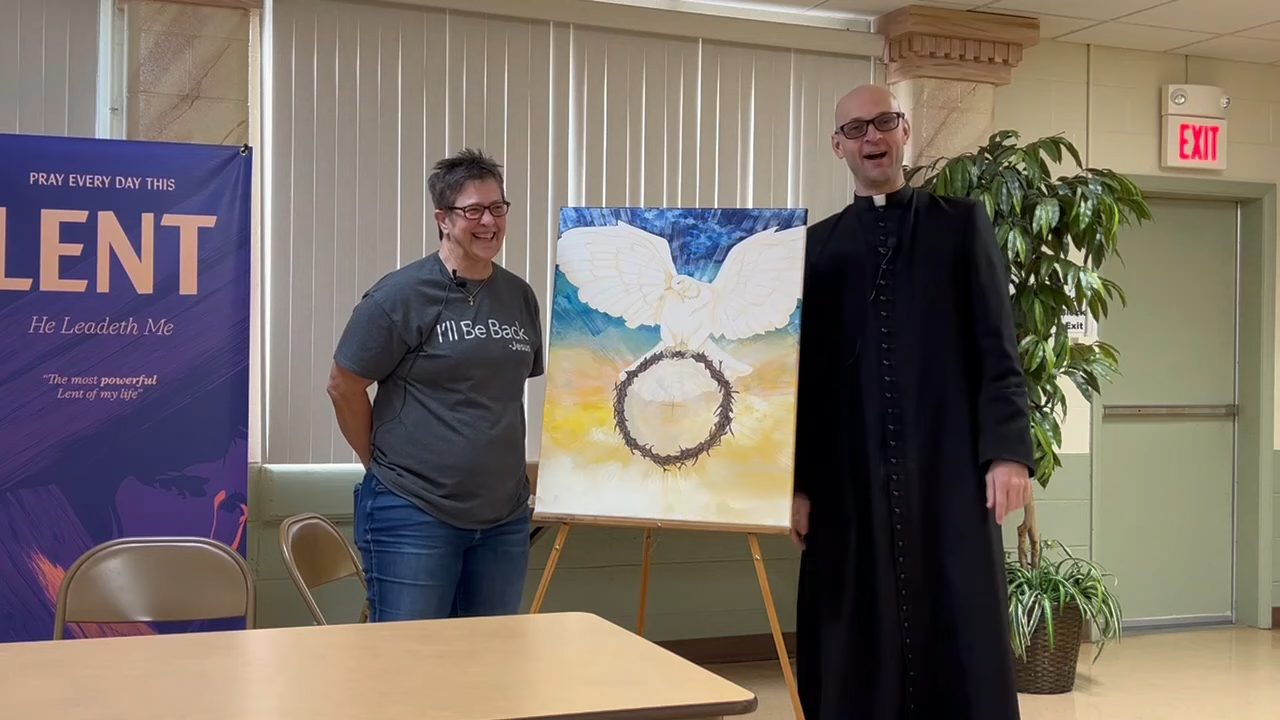 PRAY EVERY DAY THIS
LENT
He Leadeth Me
"The most powerful
Lent of my life"
I'll Be Back
-Jesus
EXIT
Exit